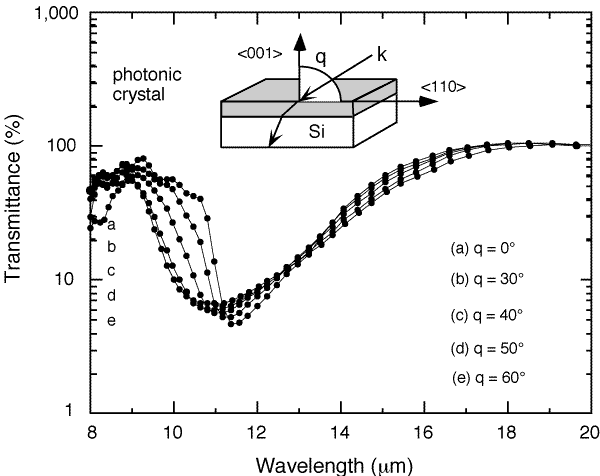 1,000
<001>
q
k
photonic
crystal
<110>
Si
100
Transmittance (%)
a
b
c
d
e
(a) q = 0°
(b) q = 30°
(c) q = 40°
(d) q = 50°
(e) q = 60°
10
1
8
10
12
14
16
18
20
Wavelength (µm)